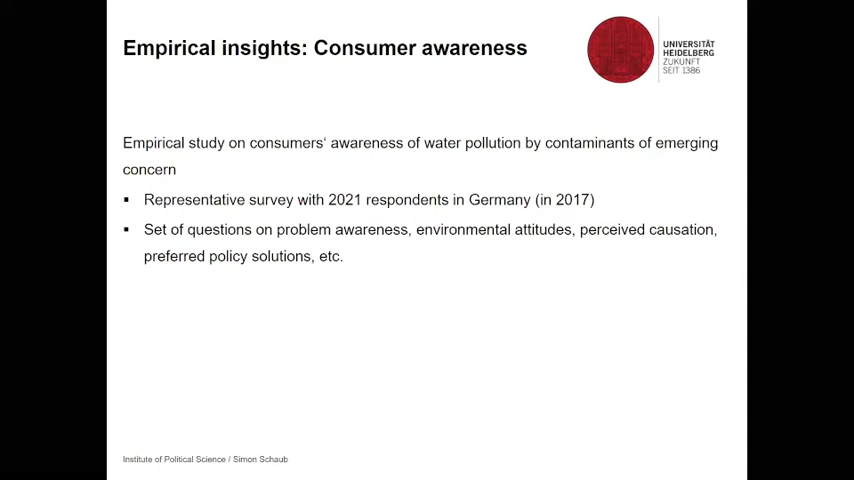 Empirical insights: Consumer awareness
UNIVERSITÄT
HEIDELBERG
ZUKUNFT
SEIT 1386
Empirical study on consumers‘ awareness of water pollution by contaminants of emerging
concern
▪ Representative survey with 2021 respondents in Germany (in 2017)
▪ Set of questions on problem awareness, environmental attitudes, perceived causation,
preferred policy solutions, etc.
Institute of Political Science / Simon Schaub